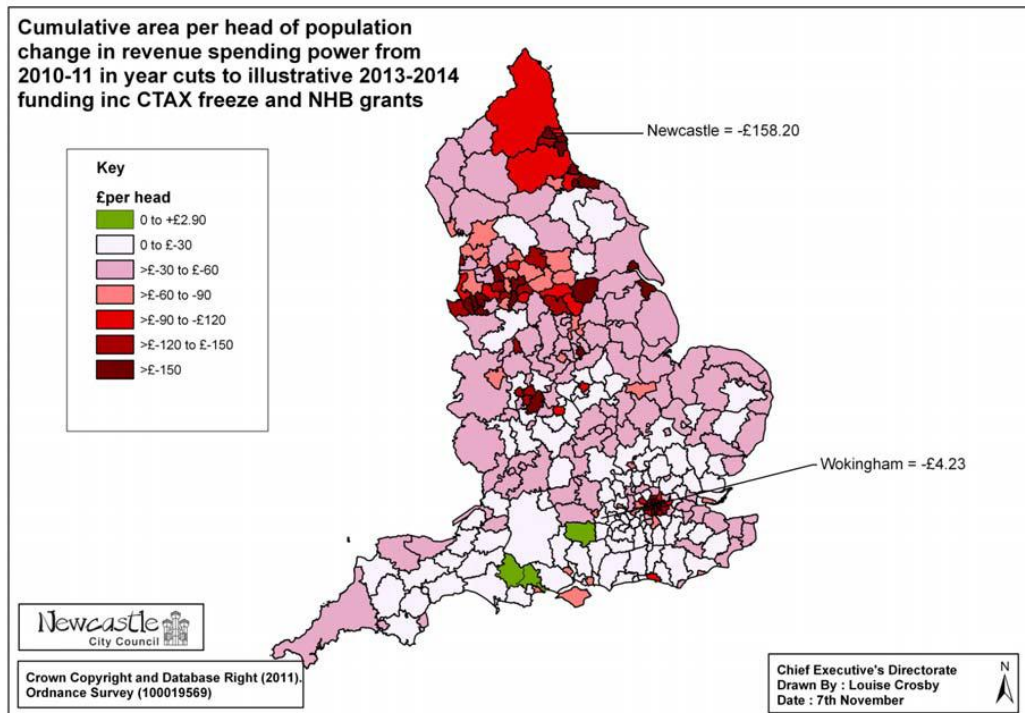 Cumulative area per head of population
change in revenue spending power from
2010-11 in year cuts to illustrative 2013-2014
funding inc CTAX freeze and NHB grants
Newcastle = -£158.20
Key
£per head
0 to +£2.90
0 to £-30
>£-30 to £-60
>£-60 to -90
>£-90 to -£120
>£-120 to £-150
>£-150
Wokingham = -£4.23
Newcastle
City Council
Crown Copyright and Database Right (2011).
Ordnance Survey (100019569)
Chief Executive's Directorate
Drawn By : Louise Crosby
Date : 7th November
N